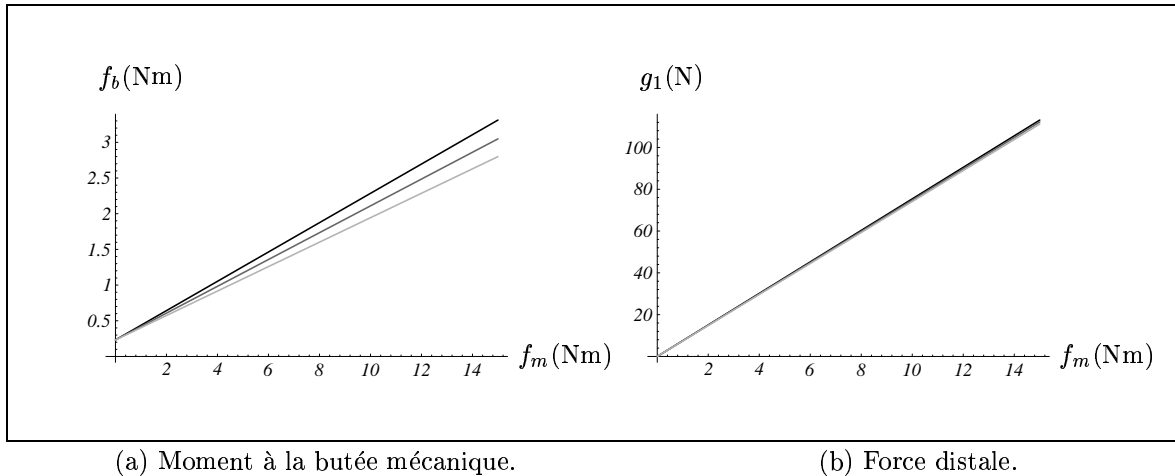 f_b(Nm)
3
2.5
2
1.5
1
0.5
2 4 6 8 10 12 14
f_m(Nm)
g_1(N)
100
80
60
40
20
2 4 6 8 10 12 14
f_m(Nm)
(a) Moment à la butée mécanique.
(b) Force distale.